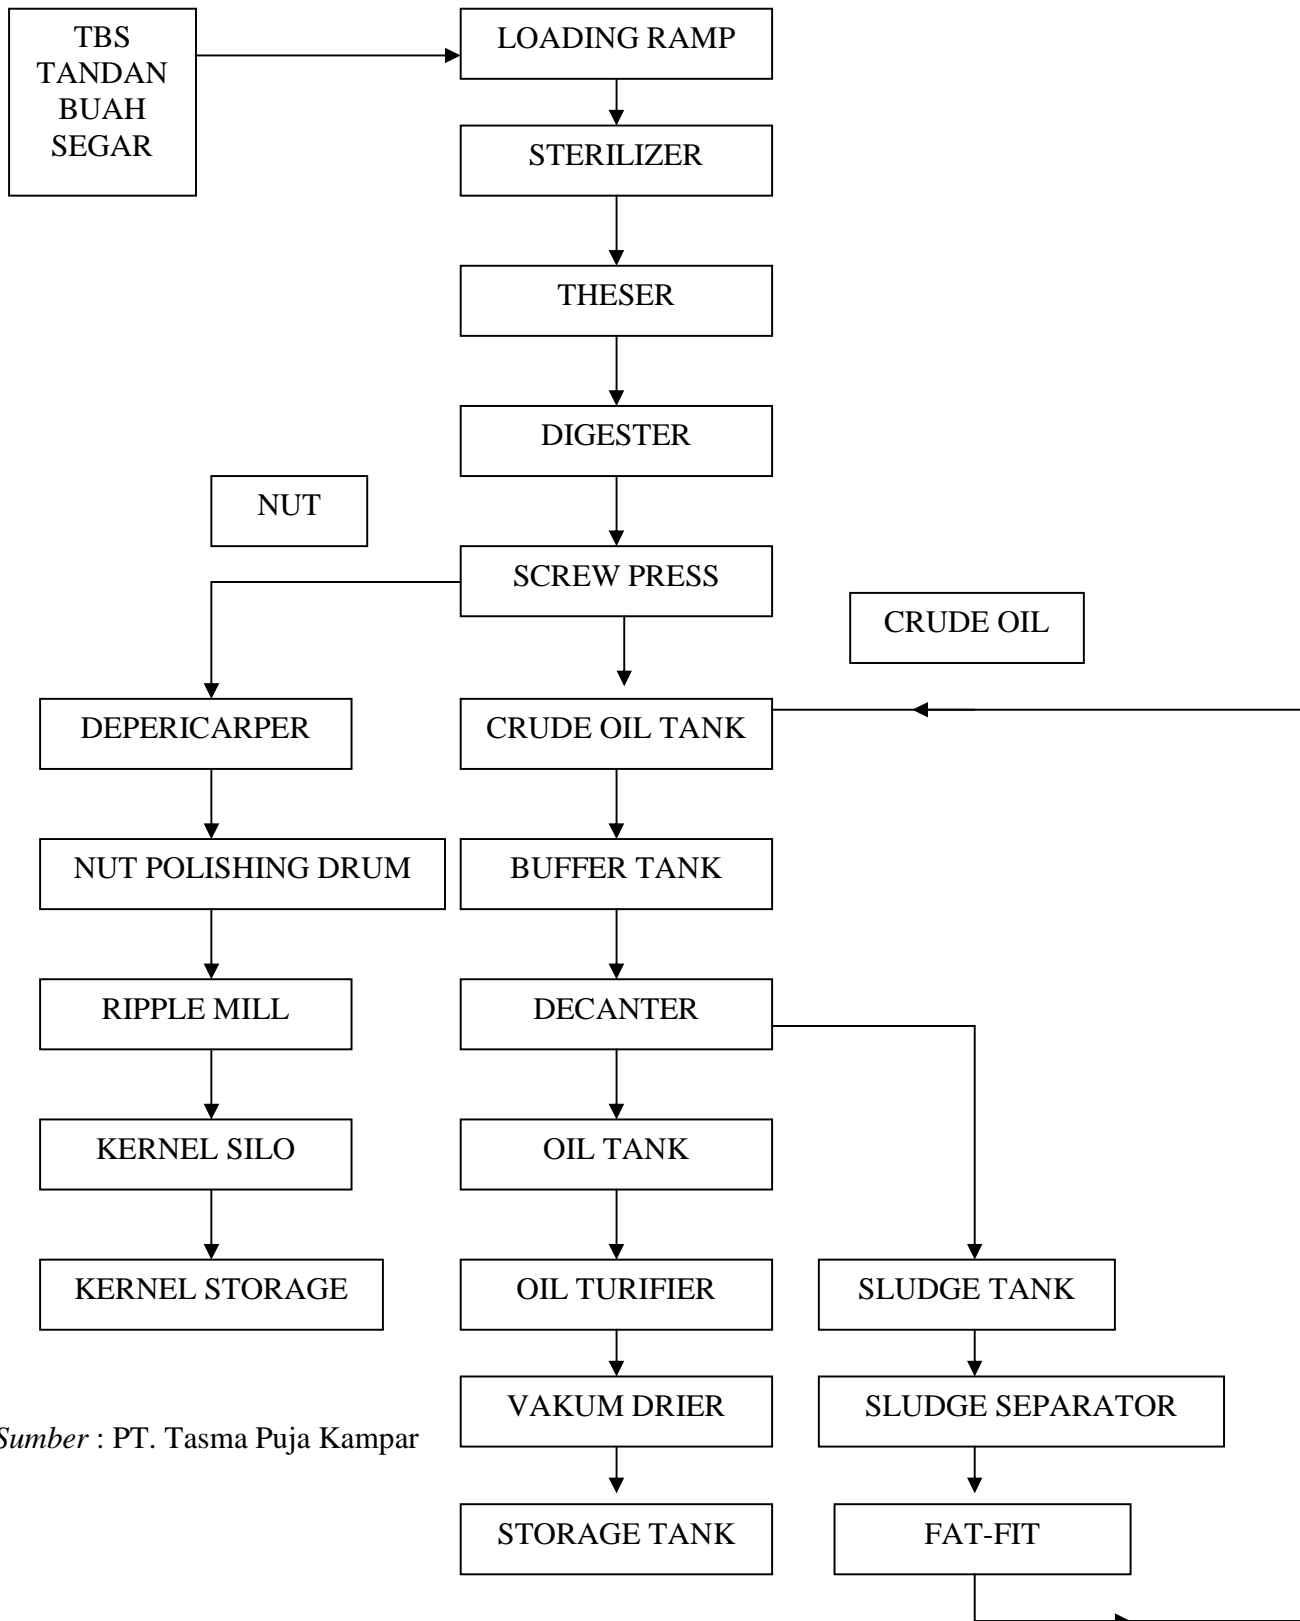 TBS
TANDAN
BUAH
SEGAR
LOADING RAMP
STERILIZER
THESER
DIGESTER
NUT
SCREW PRESS
CRUDE OIL
DEPERICARPER
CRUDE OIL TANK
NUT POLISHING DRUM
BUFFER TANK
RIPPLE MILL
DECANTER
KERNEL SILO
OIL TANK
KERNEL STORAGE
OIL TURIFIER
SLUDGE TANK
VAKUM DRIER
SLUDGE SEPARATOR
Sumber : PT. Tasma Puja Kampar
STORAGE TANK
FAT-FIT